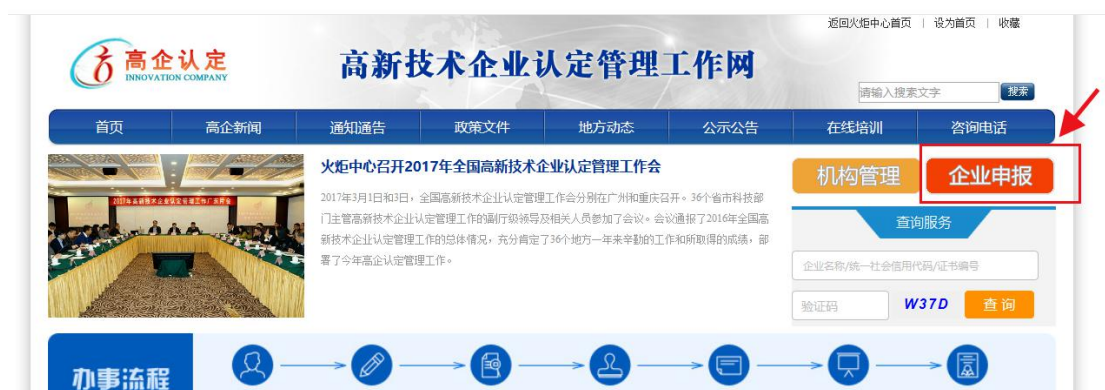 返回火炬中心首页 | 设为首页 | 收藏
高企认定
INNOVATION COMPANY
高新技术企业认定管理工作网
请输入搜索文字 搜索
首页 高企新闻 通知通告 政策文件 地方动态 公示公告 在线培训 咨询电话
火炬中心召开2017年全国高新技术企业认定管理工作会
2017年3月1日和3日，全国高新技术企业认定管理工作会分别在广州和重庆召开。36个省市科技部
门主管高新技术企业认定管理工作的副厅级领导及相关人员参加了会议。会议通报了2016年全国高
新技术企业认定管理工作的总体情况，充分肯定了36个地方一年来辛勤的工作和所取得的成绩，部
署了今年高企认定管理工作。
机构管理 企业申报
查询服务
企业名称/统一社会信用代码/证书编号
验证码 W37D 查询
办事流程